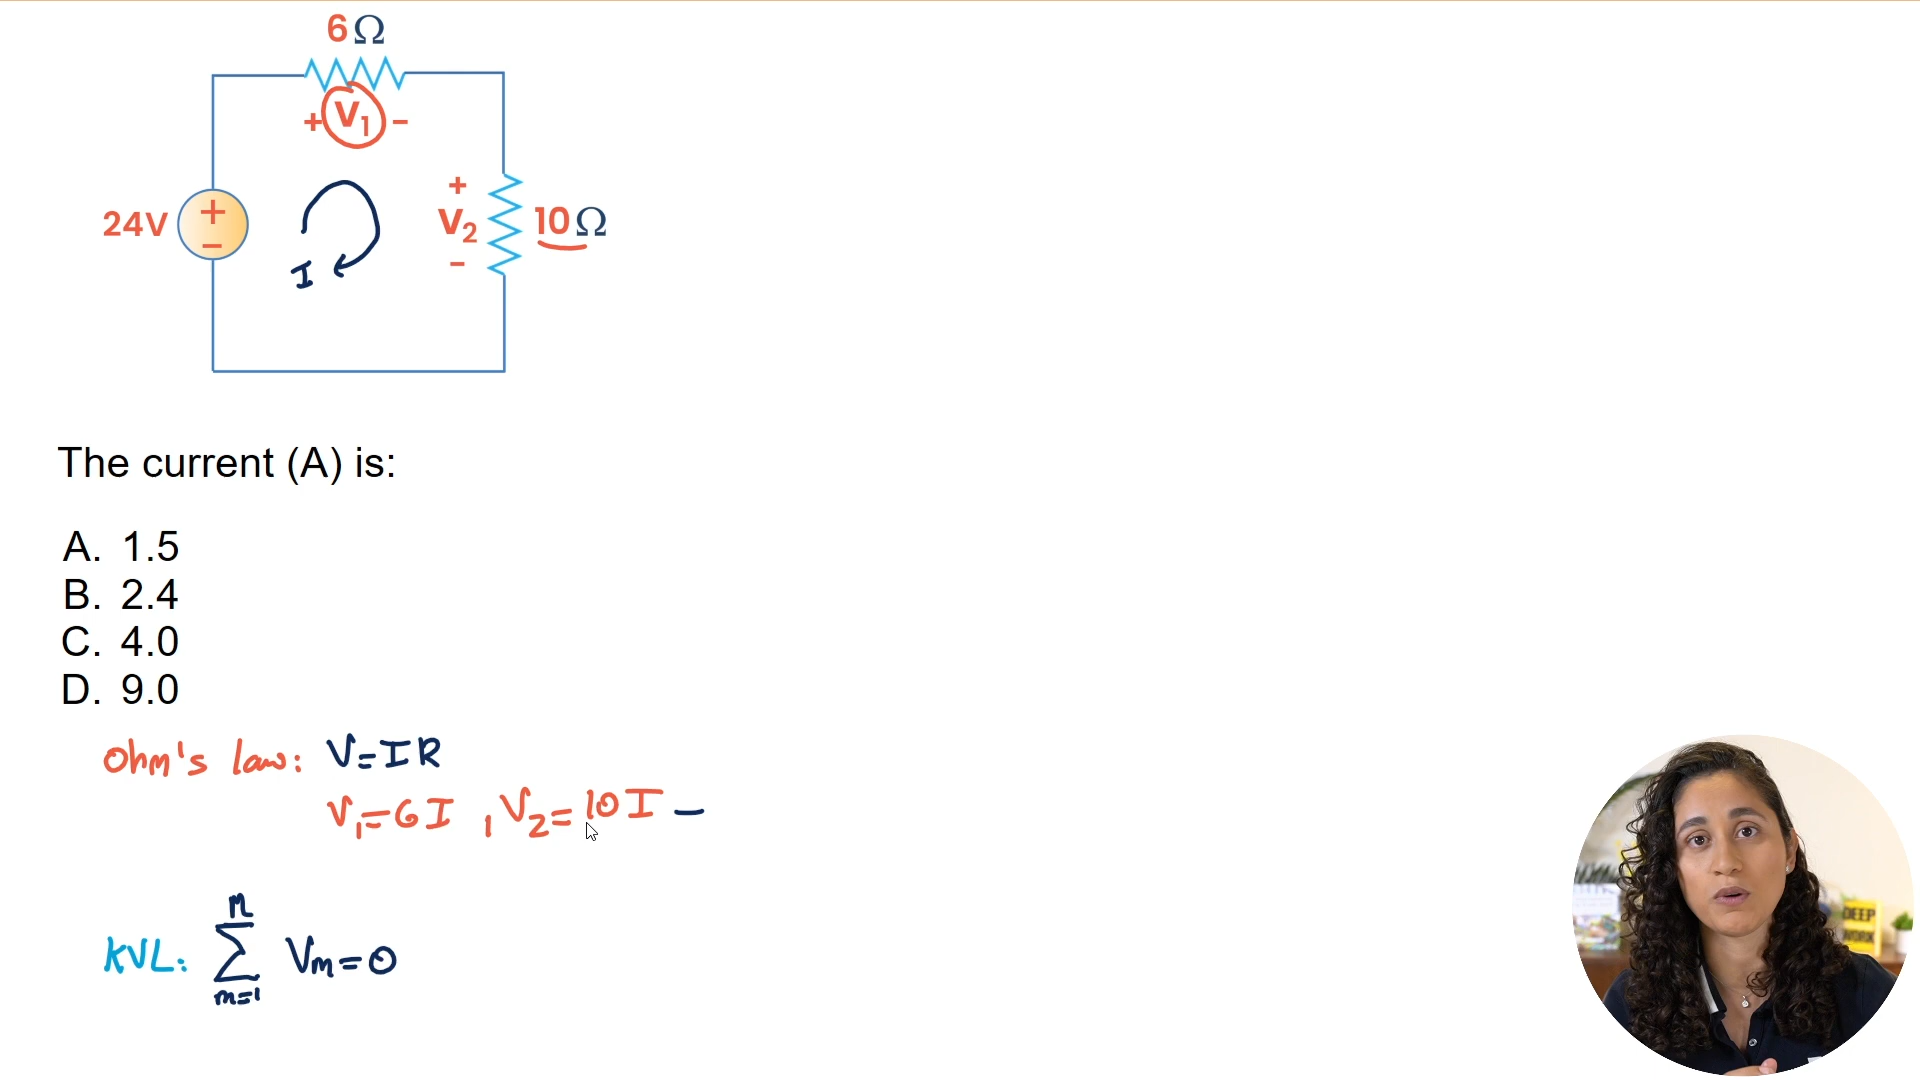 6Ω
+ V₁ -
24V
+
-
I
+
V₂
-
10Ω
The current (A) is:
A. 1.5
B. 2.4
C. 4.0
D. 9.0
Ohm's law: V=IR
V₁=6I , V₂=10I -
KVL: M Σ m=1 Vm=0
DEEP
WORK